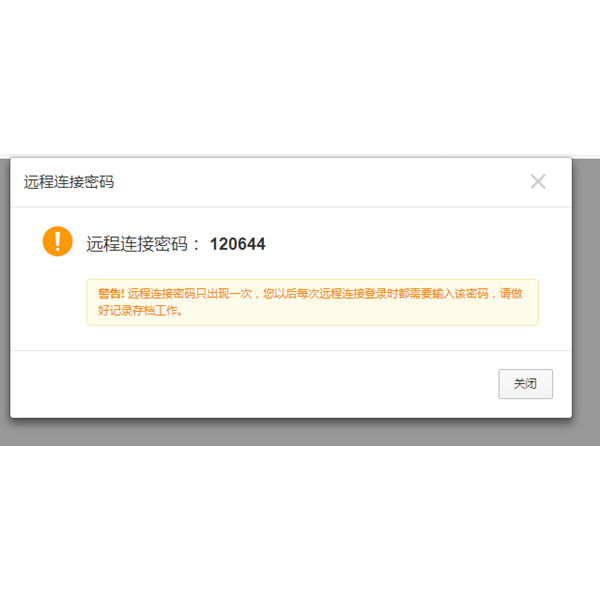 远程连接密码
远程连接密码： 120644
警告! 远程连接密码只出现一次，您以后每次远程连接登录时都需要输入该密码，请做
好记录存档工作。
关闭